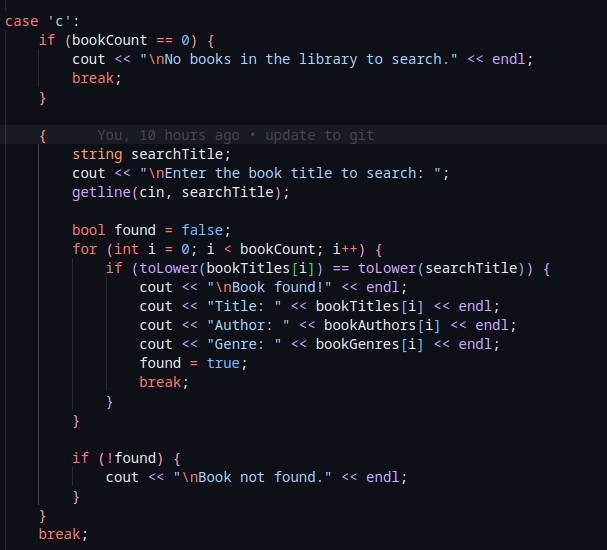 case 'c':
    if (bookCount == 0) {
        cout << "\nNo books in the library to search." << endl;
        break;
    }

    {      You, 10 hours ago • update to git
        string searchTitle;
        cout << "\nEnter the book title to search: ";
        getline(cin, searchTitle);

        bool found = false;
        for (int i = 0; i < bookCount; i++) {
            if (toLower(bookTitles[i]) == toLower(searchTitle)) {
                cout << "\nBook found!" << endl;
                cout << "Title: " << bookTitles[i] << endl;
                cout << "Author: " << bookAuthors[i] << endl;
                cout << "Genre: " << bookGenres[i] << endl;
                found = true;
                break;
            }
        }

        if (!found) {
            cout << "\nBook not found." << endl;
        }
    }
    break;